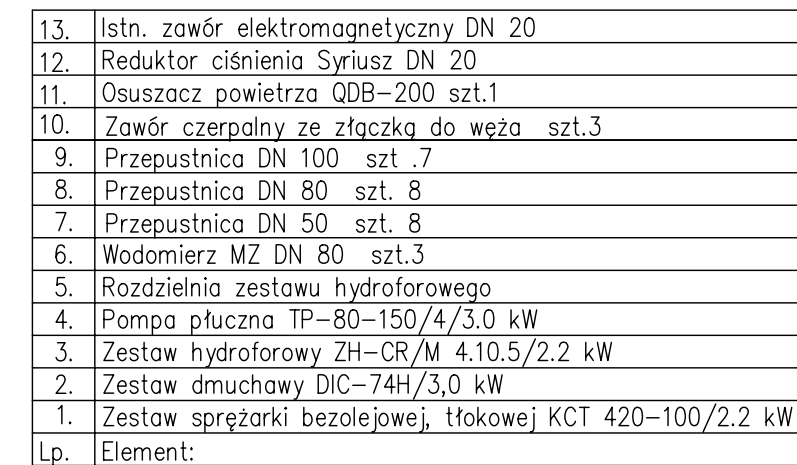 13. Istn. zawór elektromagnetyczny DN 20
12. Reduktor ciśnienia Syriusz DN 20
11. Osuszacz powietrza QDB-200 szt.1
10. Zawór czerpalny ze złączką do węża szt.3
9. Przepustnica DN 100 szt .7
8. Przepustnica DN 80 szt. 8
7. Przepustnica DN 50 szt. 8
6. Wodomierz MZ DN 80 szt.3
5. Rozdzielnia zestawu hydroforowego
4. Pompa płuczna TP-80-150/4/3.0 kW
3. Zestaw hydroforowy ZH-CR/M 4.10.5/2.2 kW
2. Zestaw dmuchawy DIC-74H/3,0 kW
1. Zestaw sprężarki bezolejowej, tłokowej KCT 420-100/2.2 kW
Lp. Element: